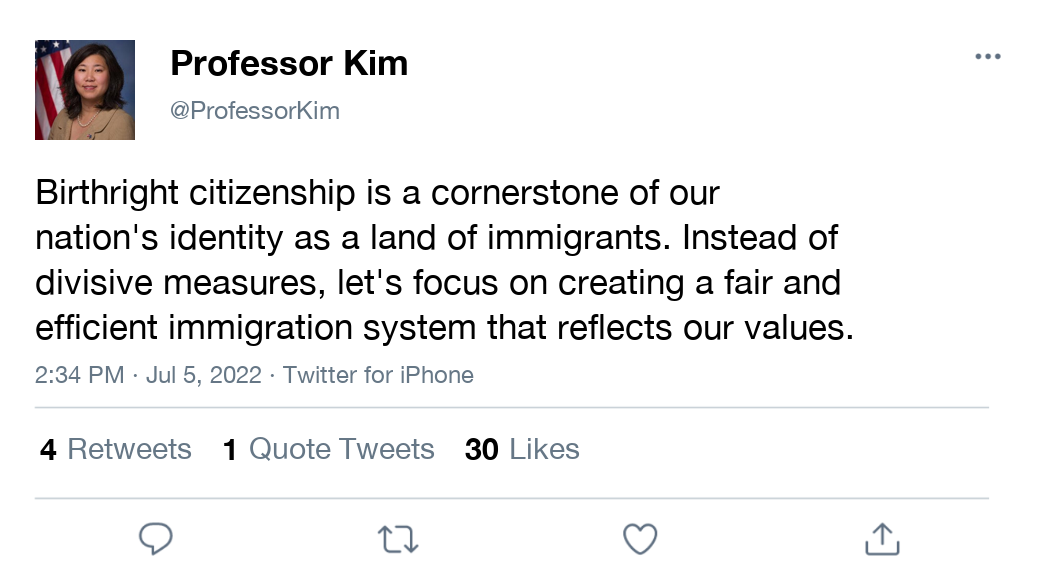 Professor Kim
@ProfessorKim
Birthright citizenship is a cornerstone of our
nation's identity as a land of immigrants. Instead of
divisive measures, let's focus on creating a fair and
efficient immigration system that reflects our values.
2:34 PM · Jul 5, 2022 · Twitter for iPhone
4 Retweets 1 Quote Tweets 30 Likes